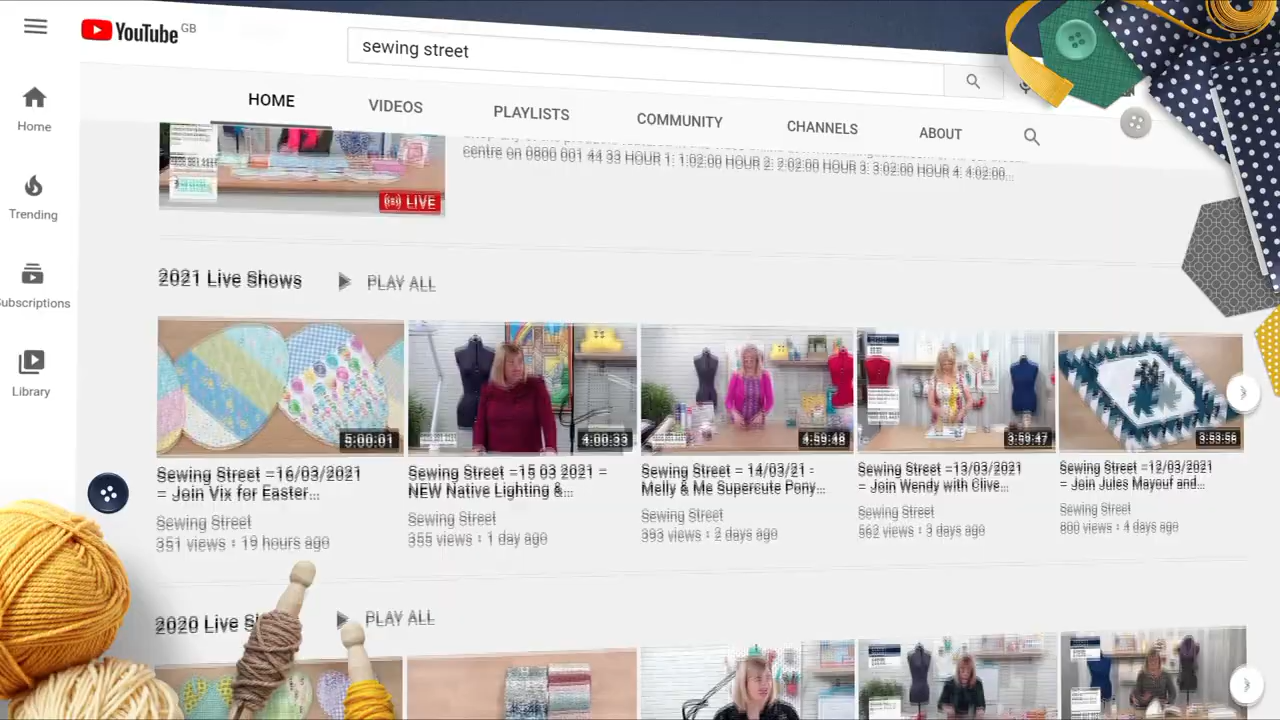 YouTube GB
sewing street
HOME
VIDEOS
PLAYLISTS
COMMUNITY
CHANNELS
ABOUT
Home
Trending
Subscriptions
Library
centre on 0800 001 44 33 HOUR 1: 1:02:00 HOUR 2: 2:02:00 HOUR 3: 3:02:00 HOUR 4: 4:02:00...
LIVE
2021 Live Shows
PLAY ALL
5:00:01
4:00:33
4:59:48
3:59:47
3:53:56
Sewing Street - 16/03/2021
- Join Vix for Easter...
Sewing Street
351 views • 19 hours ago
Sewing Street - 15 03 2021 -
NEW Native Lighting &...
Sewing Street
355 views • 1 day ago
Sewing Street - 14/03/21 -
Melly & Me Supercute Pony...
Sewing Street
393 views • 2 days ago
Sewing Street - 13/03/2021
- Join Wendy with Clive...
Sewing Street
562 views • 3 days ago
Sewing Street - 12/03/2021
- Join Jules Mayouf and...
Sewing Street
800 views • 4 days ago
2020 Live S
PLAY ALL